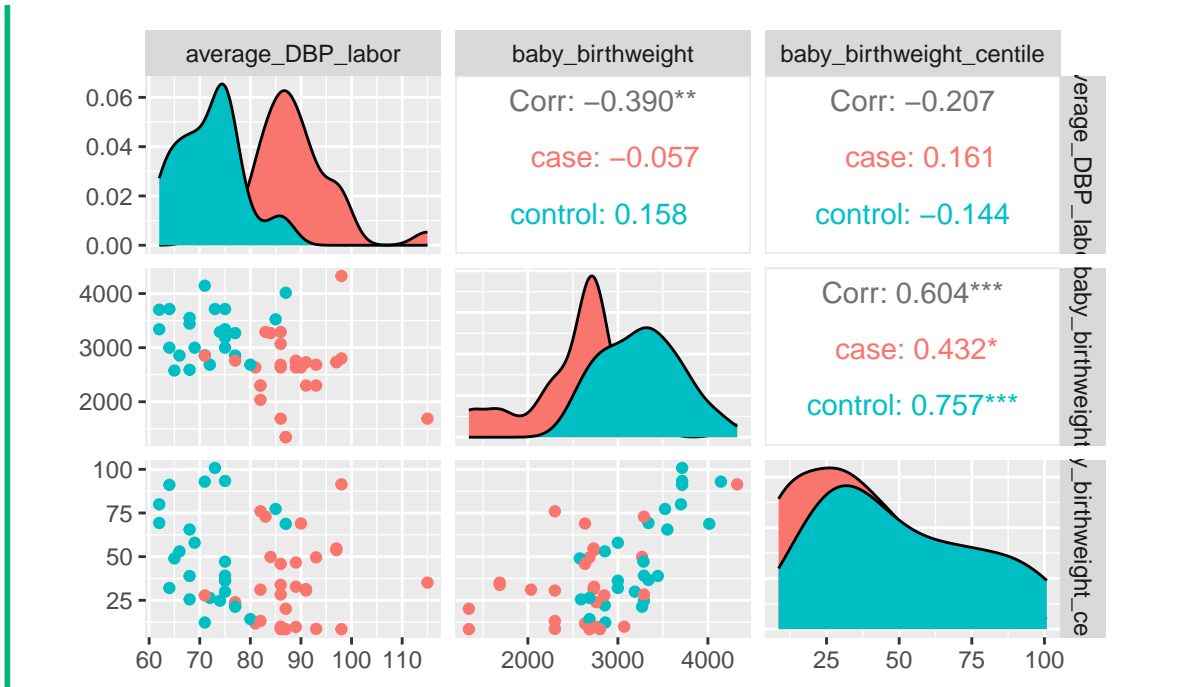 average_DBP_labor baby_birthweight baby_birthweight_centile
0.06
0.04
0.02
0.00
Corr: −0.390**
case: −0.057
control: 0.158
Corr: −0.207
case: 0.161
control: −0.144
verage_DBP_labo
4000
3000
2000
Corr: 0.604***
case: 0.432*
control: 0.757***
baby_birthweight
100
75
50
25
y_birthweight_ce
60 70 80 90 100 110
2000 3000 4000
25 50 75 100